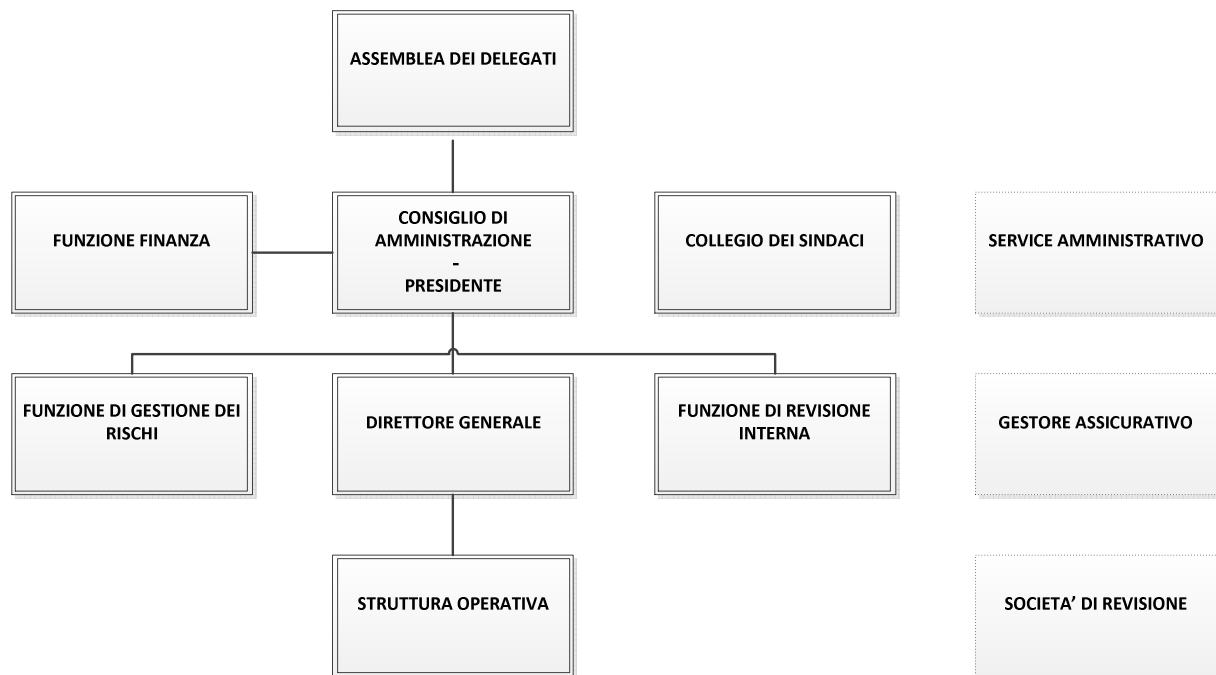 ASSEMBLEA DEI DELEGATI
FUNZIONE FINANZA
CONSIGLIO DI
AMMINISTRAZIONE
-
PRESIDENTE
COLLEGIO DEI SINDACI
SERVICE AMMINISTRATIVO
FUNZIONE DI GESTIONE DEI
RISCHI
DIRETTORE GENERALE
FUNZIONE DI REVISIONE
INTERNA
GESTORE ASSICURATIVO
STRUTTURA OPERATIVA
SOCIETA’ DI REVISIONE